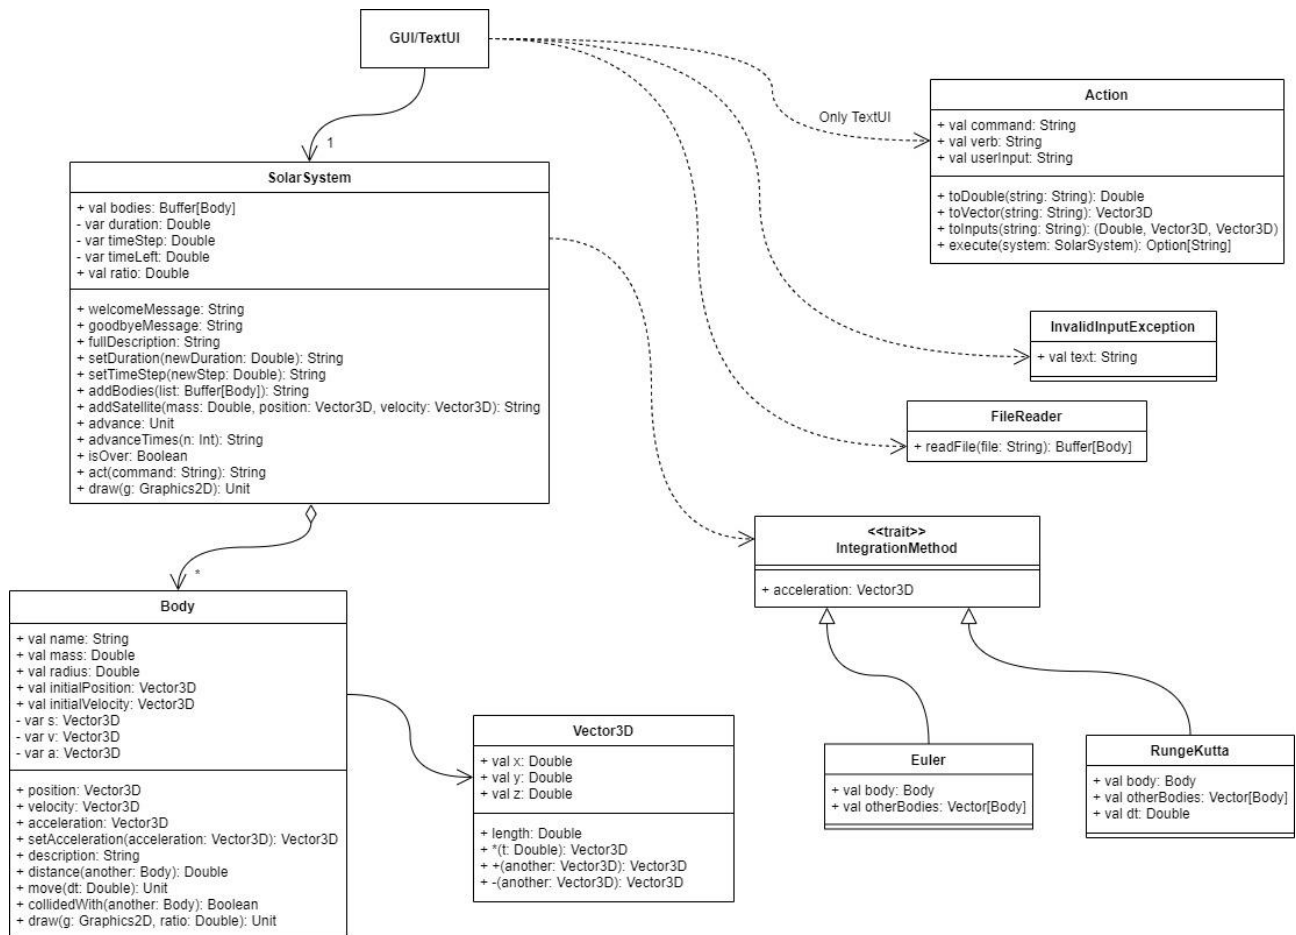 GUI/TextUI
1
Only TextUI
Action
+ val command: String
+ val verb: String
+ val userInput: String
+ toDouble(string: String): Double
+ toVector(string: String): Vector3D
+ toInputs(string: String): (Double, Vector3D, Vector3D)
+ execute(system: SolarSystem): Option[String]
SolarSystem
+ val bodies: Buffer[Body]
- var duration: Double
- var timeStep: Double
- var timeLeft: Double
+ val ratio: Double
+ welcomeMessage: String
+ goodbyeMessage: String
+ fullDescription: String
+ setDuration(newDuration: Double): String
+ setTimeStep(newStep: Double): String
+ addBodies(list: Buffer[Body]): String
+ addSatellite(mass: Double, position: Vector3D, velocity: Vector3D): String
+ advance: Unit
+ advanceTimes(n: Int): String
+ isOver: Boolean
+ act(command: String): String
+ draw(g: Graphics2D): Unit
InvalidInputException
+ val text: String
FileReader
+ readFile(file: String): Buffer[Body]
<<trait>>
IntegrationMethod
+ acceleration: Vector3D
*
Body
+ val name: String
+ val mass: Double
+ val radius: Double
+ val initialPosition: Vector3D
+ val initialVelocity: Vector3D
- var s: Vector3D
- var v: Vector3D
- var a: Vector3D
+ position: Vector3D
+ velocity: Vector3D
+ acceleration: Vector3D
+ setAcceleration(acceleration: Vector3D): Vector3D
+ description: String
+ distance(another: Body): Double
+ move(dt: Double): Unit
+ collidedWith(another: Body): Boolean
+ draw(g: Graphics2D, ratio: Double): Unit
Vector3D
+ val x: Double
+ val y: Double
+ val z: Double
+ length: Double
+ *(t: Double): Vector3D
+ +(another: Vector3D): Vector3D
+ -(another: Vector3D): Vector3D
Euler
+ val body: Body
+ val otherBodies: Vector[Body]
RungeKutta
+ val body: Body
+ val otherBodies: Vector[Body]
+ val dt: Double